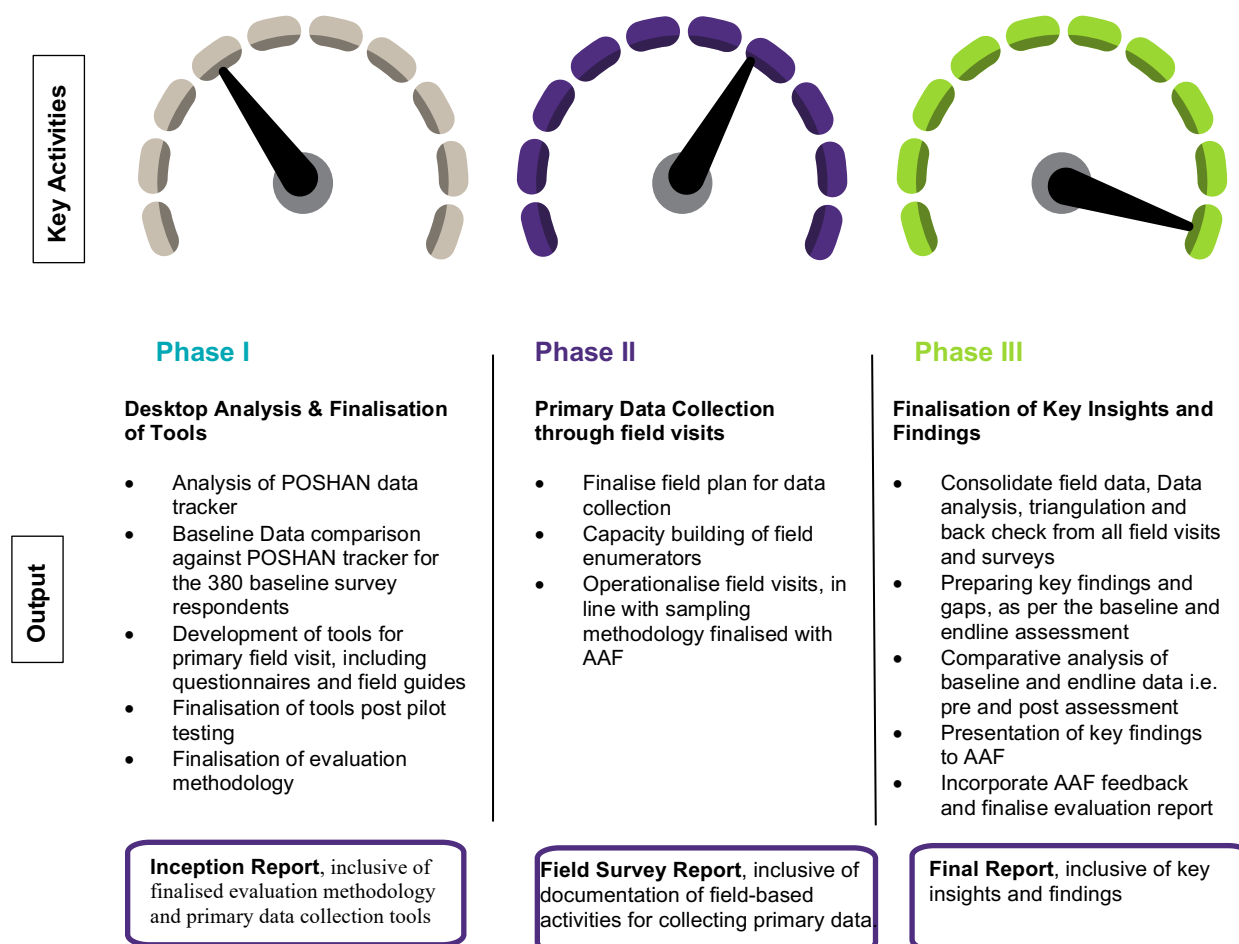 Key Activities
Phase I
Desktop Analysis & Finalisation
of Tools
• Analysis of POSHAN data
tracker
• Baseline Data comparison
against POSHAN tracker for
the 380 baseline survey
respondents
• Development of tools for
primary field visit, including
questionnaires and field guides
• Finalisation of tools post pilot
testing
• Finalisation of evaluation
methodology
Phase II
Primary Data Collection
through field visits
• Finalise field plan for data
collection
• Capacity building of field
enumerators
• Operationalise field visits, in
line with sampling
methodology finalised with
AAF
Phase III
Finalisation of Key Insights and
Findings
• Consolidate field data, Data
analysis, triangulation and
back check from all field visits
and surveys
• Preparing key findings and
gaps, as per the baseline and
endline assessment
• Comparative analysis of
baseline and endline data i.e.
pre and post assessment
• Presentation of key findings
to AAF
• Incorporate AAF feedback
and finalise evaluation report
Output
Inception Report, inclusive of
finalised evaluation methodology
and primary data collection tools
Field Survey Report, inclusive of
documentation of field-based
activities for collecting primary data.
Final Report, inclusive of key
insights and findings